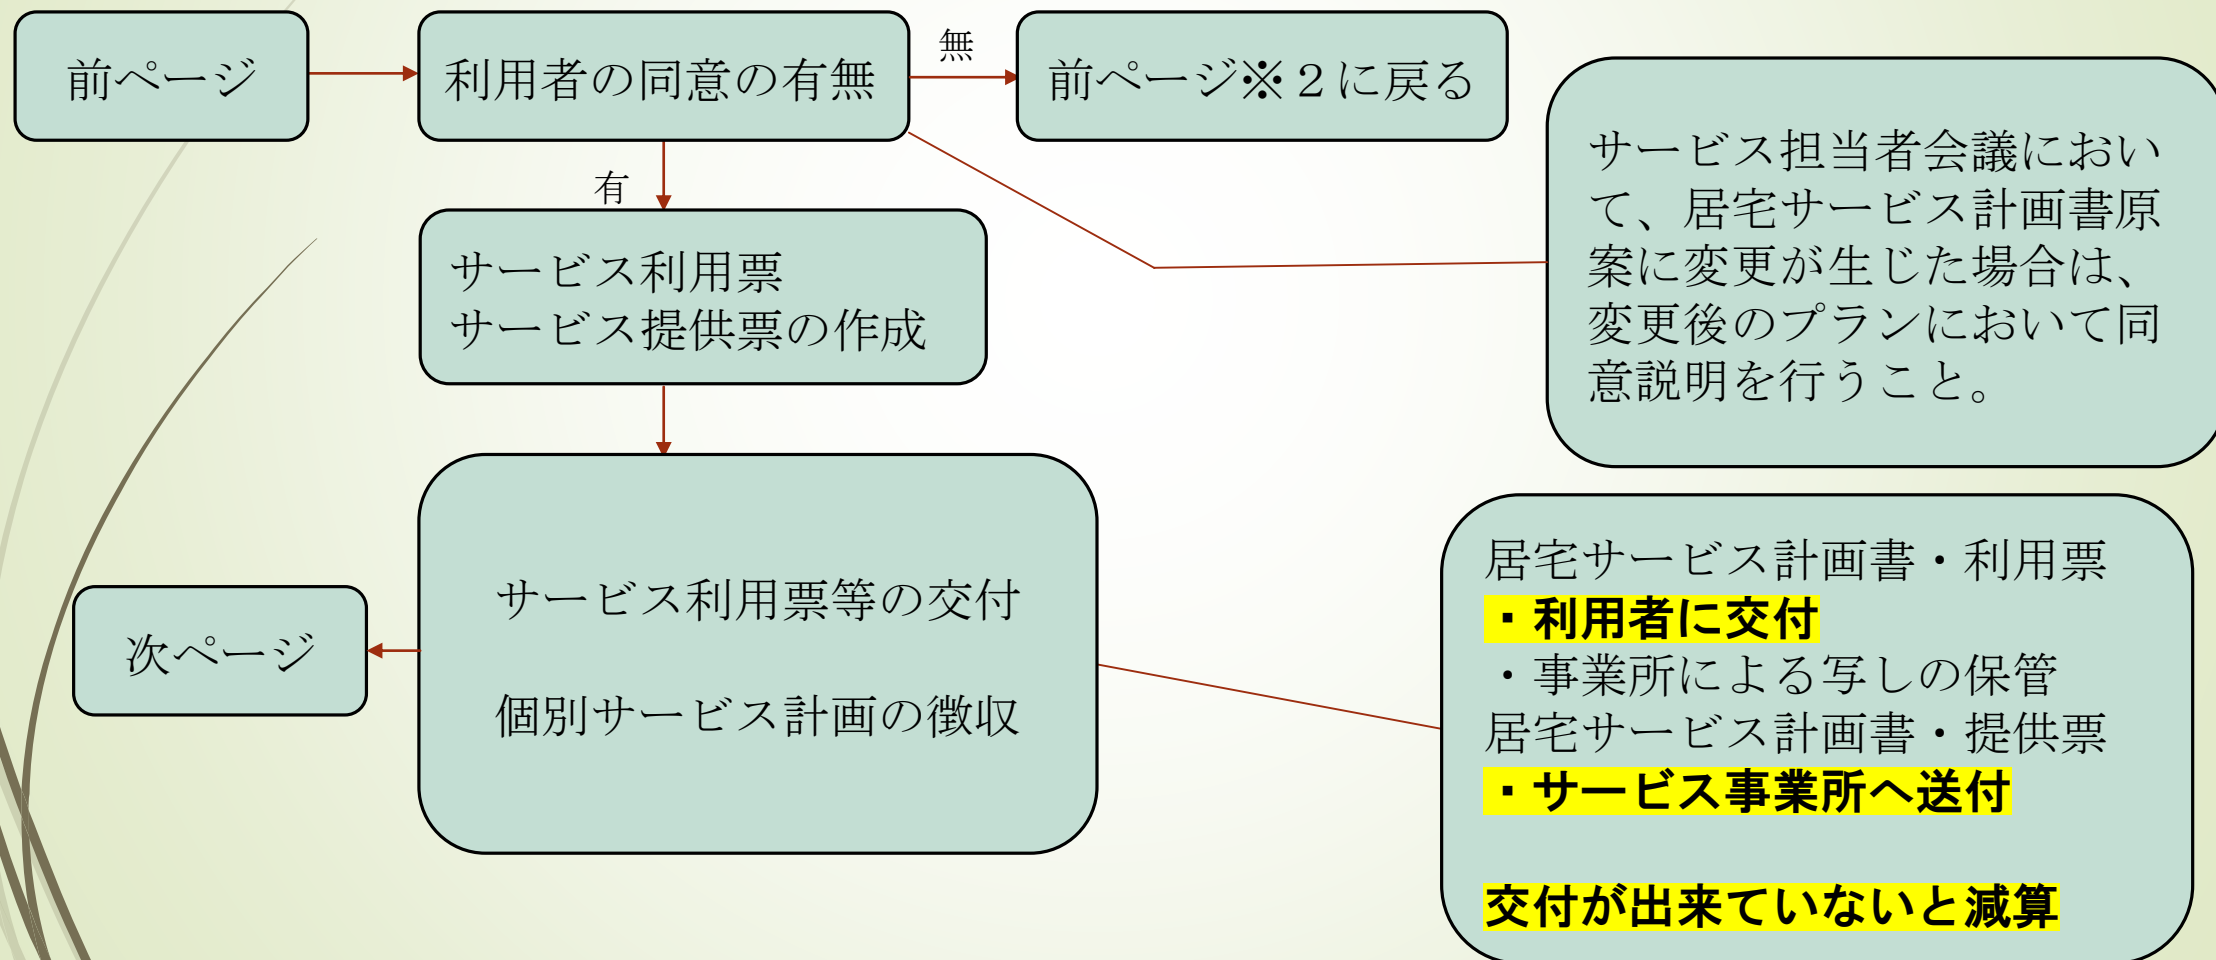 前ページ
利用者の同意の有無
無
前ページ※２に戻る
有
サービス利用票
サービス提供票の作成
サービス担当者会議におい
て、居宅サービス計画書原
案に変更が生じた場合は、
変更後のプランにおいて同
意説明を行うこと。
サービス利用票等の交付
個別サービス計画の徴収
次ページ
居宅サービス計画書・利用票
・利用者に交付
・事業所による写しの保管
居宅サービス計画書・提供票
・サービス事業所へ送付
交付が出来ていないと減算